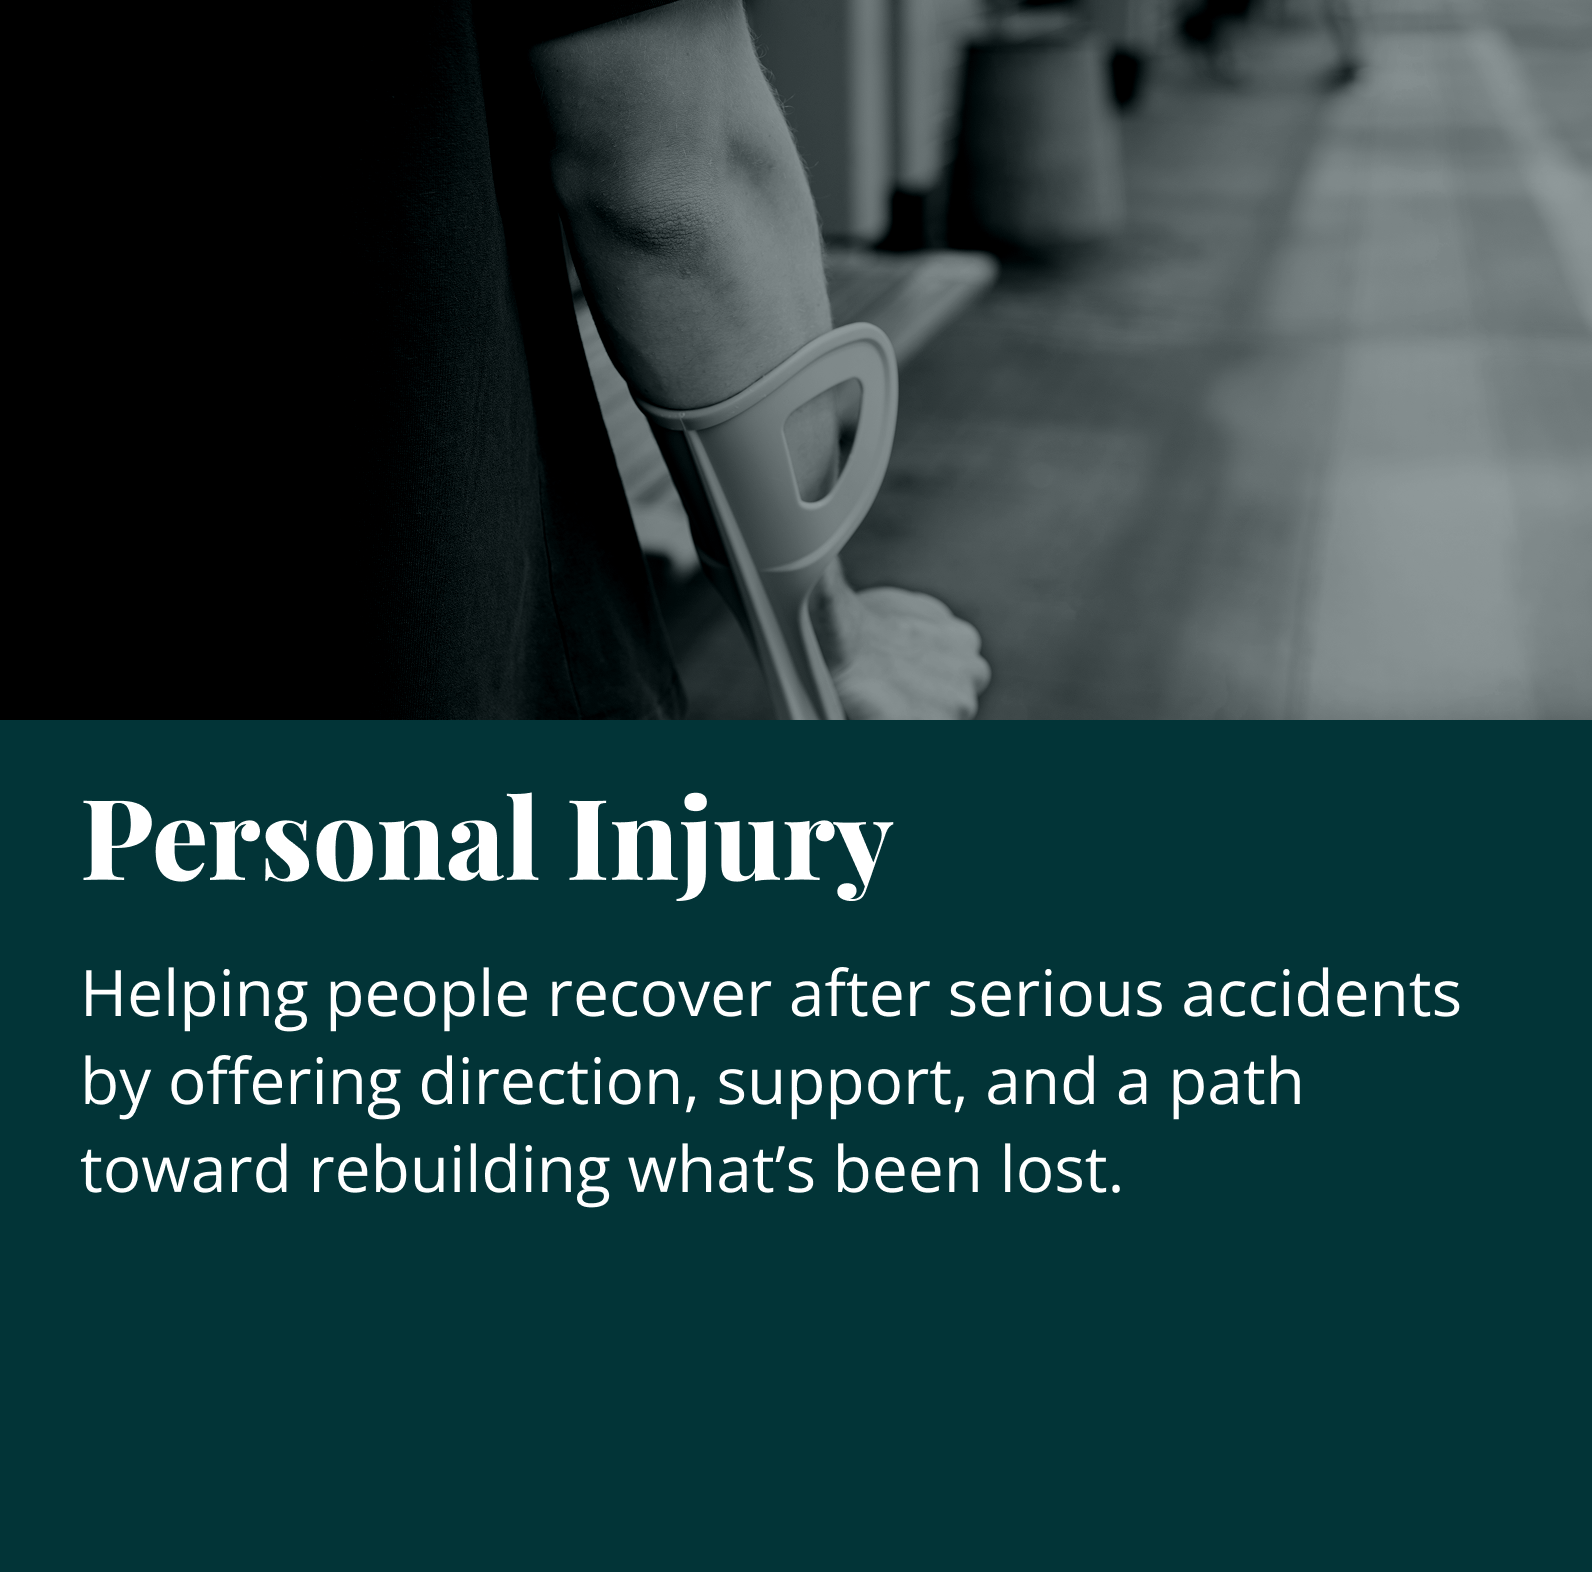 Personal Injury
Helping people recover after serious accidents
by offering direction, support, and a path
toward rebuilding what’s been lost.